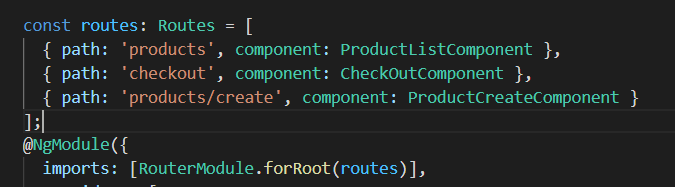 const routes: Routes = [
  { path: 'products', component: ProductListComponent },
  { path: 'checkout', component: CheckOutComponent },
  { path: 'products/create', component: ProductCreateComponent }
];
@NgModule({
  imports: [RouterModule.forRoot(routes)],